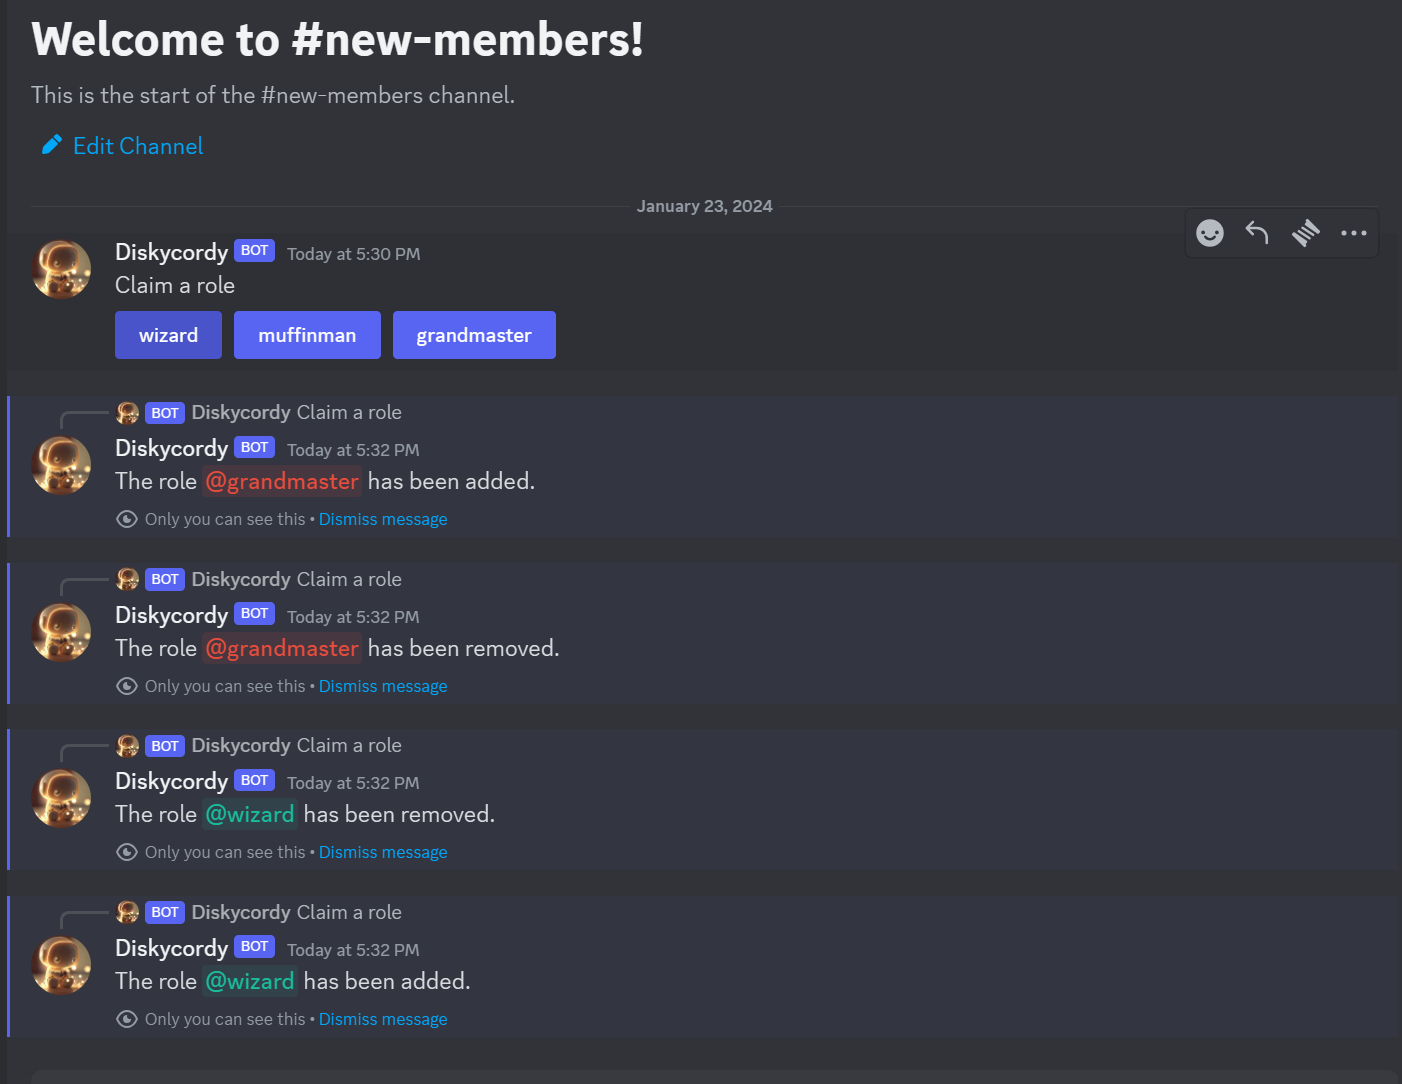 Welcome to #new-members!
This is the start of the #new-members channel.
Edit Channel
January 23, 2024
Diskycordy BOT Today at 5:30 PM
Claim a role
wizard muffinman grandmaster
BOT Diskycordy Claim a role
Diskycordy BOT Today at 5:32 PM
The role @grandmaster has been added.
Only you can see this • Dismiss message
BOT Diskycordy Claim a role
Diskycordy BOT Today at 5:32 PM
The role @grandmaster has been removed.
Only you can see this • Dismiss message
BOT Diskycordy Claim a role
Diskycordy BOT Today at 5:32 PM
The role @wizard has been removed.
Only you can see this • Dismiss message
BOT Diskycordy Claim a role
Diskycordy BOT Today at 5:32 PM
The role @wizard has been added.
Only you can see this • Dismiss message